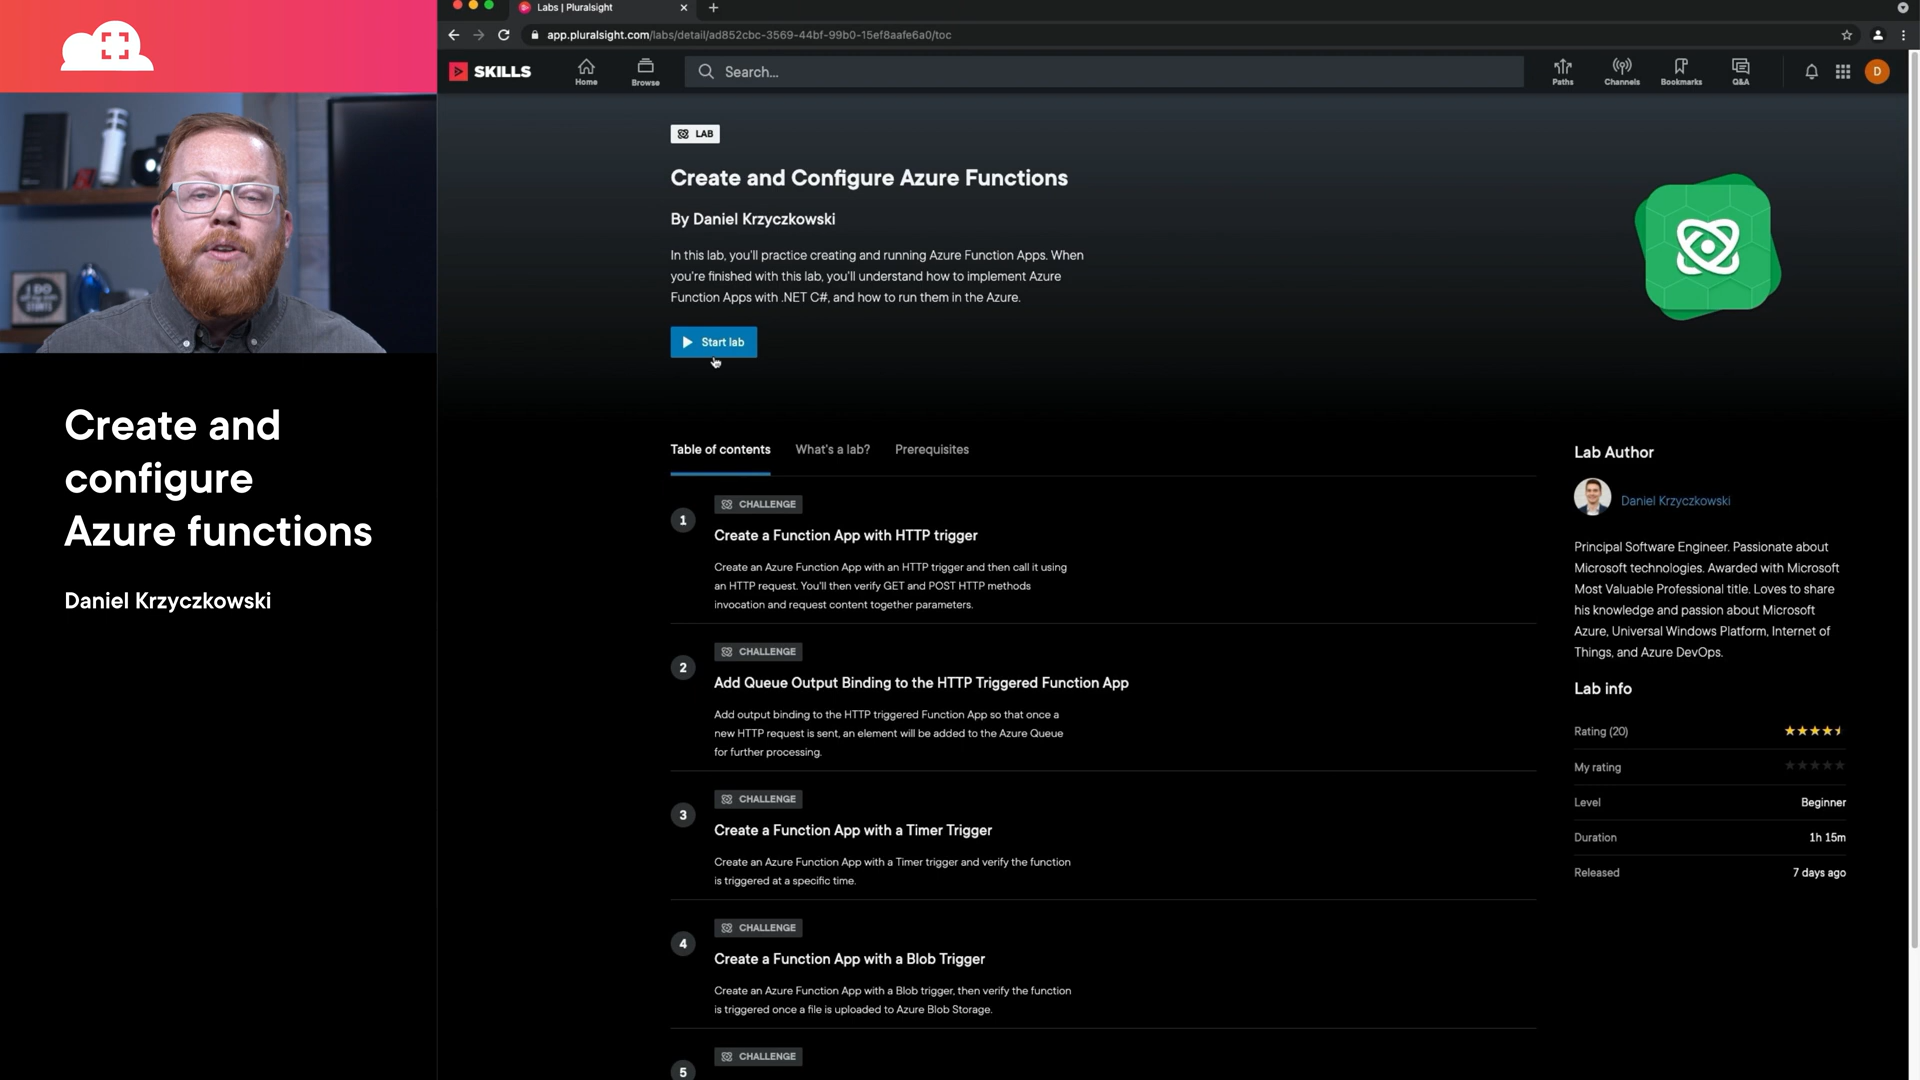 Create and
configure
Azure functions
Daniel Krzyczkowski
Labs | Pluralsight
app.pluralsight.com/labs/detail/ad852cbc-3569-44bf-99b0-15ef8aafe6a0/toc
SKILLS
Home
Browse
Search...
Paths
Channels
Bookmarks
Q&A
D
LAB
Create and Configure Azure Functions
By Daniel Krzyczkowski
In this lab, you'll practice creating and running Azure Function Apps. When
you're finished with this lab, you'll understand how to implement Azure
Function Apps with .NET C#, and how to run them in the Azure.
Start lab
Table of contents
What's a lab?
Prerequisites
1
CHALLENGE
Create a Function App with HTTP trigger
Create an Azure Function App with an HTTP trigger and then call it using
an HTTP request. You'll then verify GET and POST HTTP methods
invocation and request content together parameters.
2
CHALLENGE
Add Queue Output Binding to the HTTP Triggered Function App
Add output binding to the HTTP triggered Function App so that once a
new HTTP request is sent, an element will be added to the Azure Queue
for further processing.
3
CHALLENGE
Create a Function App with a Timer Trigger
Create an Azure Function App with a Timer trigger and verify the function
is triggered at a specific time.
4
CHALLENGE
Create a Function App with a Blob Trigger
Create an Azure Function App with a Blob trigger, then verify the function
is triggered once a file is uploaded to Azure Blob Storage.
5
CHALLENGE
Lab Author
Daniel Krzyczkowski
Principal Software Engineer. Passionate about
Microsoft technologies. Awarded with Microsoft
Most Valuable Professional title. Loves to share
his knowledge and passion about Microsoft
Azure, Universal Windows Platform, Internet of
Things, and Azure DevOps.
Lab info
Rating (20)
My rating
Level Beginner
Duration 1h 15m
Released 7 days ago